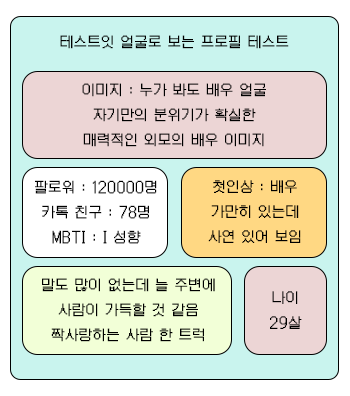 테스트잇 얼굴로 보는 프로필 테스트
이미지 : 누가 봐도 배우 얼굴
자기만의 분위기가 확실한
매력적인 외모의 배우 이미지
팔로워 : 120000명
카톡 친구 : 78명
MBTI : I 성향
첫인상 : 배우
가만히 있는데
사연 있어 보임
말도 많이 없는데 늘 주변에
사람이 가득할 것 같음
짝사랑하는 사람 한 트럭
나이
29살